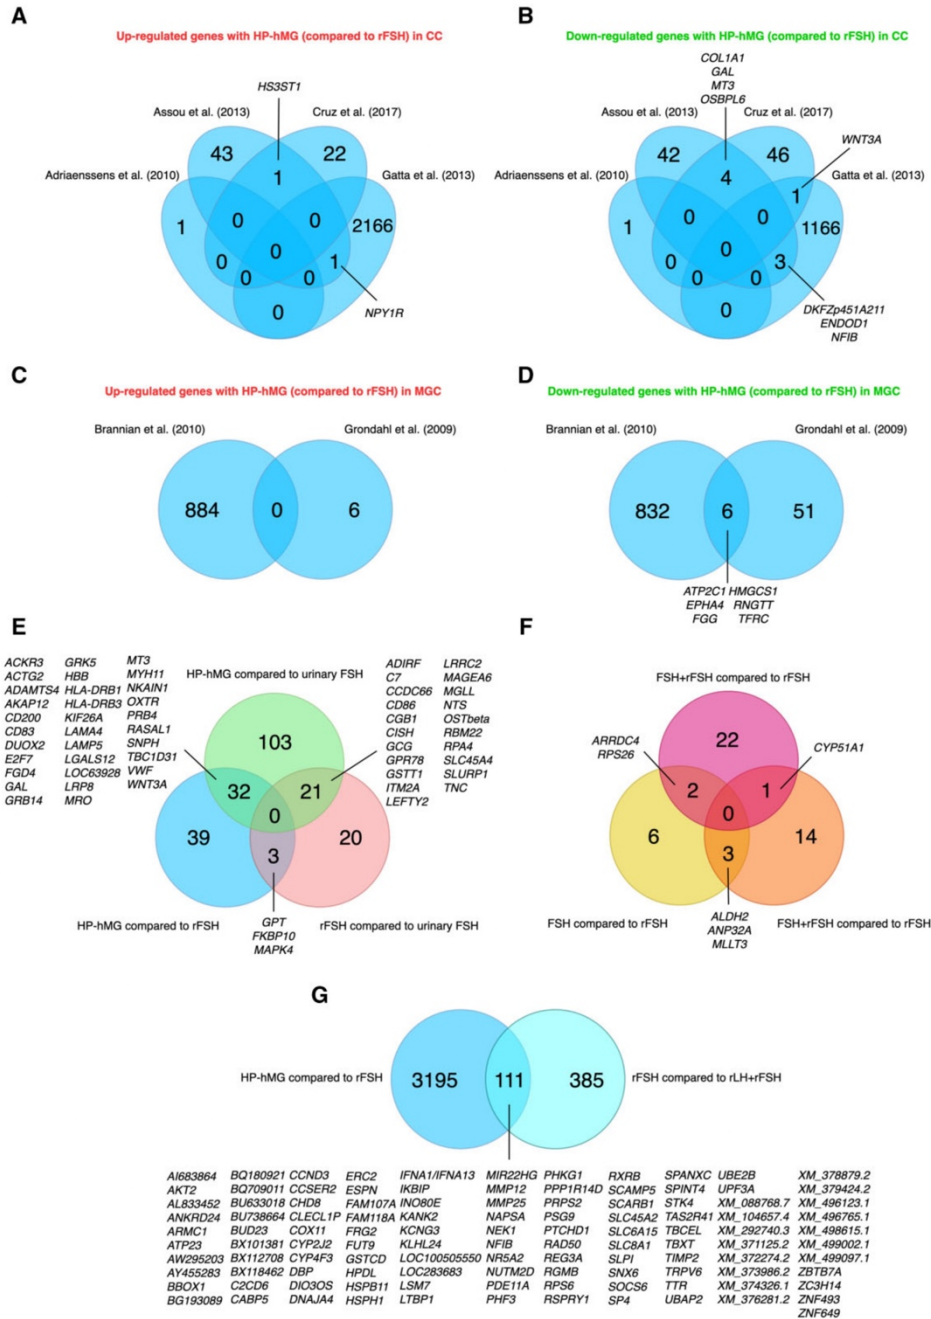 A
Up-regulated genes with HP-hMG (compared to rFSH) in CC
HS3ST1
Assou et al. (2013)
Cruz et al. (2017)
Adriaenssens et al. (2010)
Gatta et al. (2013)
43
22
1
1
2166
0
0
0
0
1
0
0
0
NPY1R
B
Down-regulated genes with HP-hMG (compared to rFSH) in CC
COL1A1
GAL
MT3
OSBPL6
Assou et al. (2013)
Cruz et al. (2017)
WNT3A
Adriaenssens et al. (2010)
Gatta et al. (2013)
42
46
4
1
1
1166
0
0
0
0
3
0
0
0
DKFZp451A211
ENDOD1
NFIB
C
Up-regulated genes with HP-hMG (compared to rFSH) in MGC
Brannian et al. (2010)
Grondahl et al. (2009)
884
0
6
D
Down-regulated genes with HP-hMG (compared to rFSH) in MGC
Brannian et al. (2010)
Grondahl et al. (2009)
832
6
51
ATP2C1 HMGCS1
EPHA4 RNGTT
FGG TFRC
E
ACKR3
ACTG2
ADAMTS4
AKAP12
CD200
CD83
DUOX2
E2F7
FGD4
GAL
GRB14
GRK5
HBB
HLA-DRB1
HLA-DRB3
KIF26A
LAMA4
LAMP5
LGALS12
LOC63928
LRP8
MRO
MT3
MYH11
NKAIN1
OXTR
PRB4
RASAL1
SNPH
TBC1D31
VWF
WNT3A
HP-hMG compared to urinary FSH
ADIRF
C7
CCDC66
CD86
CGB1
CISH
GCG
GPR78
GSTT1
ITM2A
LEFTY2
LRRC2
MAGEA6
MGLL
NTS
OSTbeta
RBM22
RPA4
SLC45A4
SLURP1
TNC
103
32
21
0
39
20
3
HP-hMG compared to rFSH
rFSH compared to urinary FSH
GPT
FKBP10
MAPK4
F
FSH+rFSH compared to rFSH
ARRDC4
RPS26
CYP51A1
22
2
1
0
6
14
3
FSH compared to rFSH
FSH+rFSH compared to rFSH
ALDH2
ANP32A
MLLT3
G
HP-hMG compared to rFSH
3195
111
385
rFSH compared to rLH+rFSH
AI683864
AKT2
AL833452
ANKRD24
ARMC1
ATP23
AW295203
AY455283
BBOX1
BG193089
BQ180921
BQ709011
BU633018
BU738664
BUD23
BX101381
BX112708
BX118462
C2CD6
CABP5
CCND3
CCSER2
CHD8
CLECL1P
COX11
CYP2J2
CYP4F3
DBP
DIO3OS
DNAJA4
ERC2
ESPN
FAM107A
FAM118A
FRG2
FUT9
GSTCD
HPDL
HSPB11
HSPH1
IFNA1/IFNA13
IKBIP
INO80E
KANK2
KCNG3
KLHL24
LOC100505550
LOC283683
LSM7
LTBP1
MIR22HG
MMP12
MMP25
NAPSA
NEK1
NFIB
NR5A2
NUTM2D
PDE11A
PHF3
PHKG1
PPP1R14D
PRPS2
PSG9
PTCHD1
RAD50
REG3A
RGMB
RPS6
RSPRY1
RXRB
SCAMP5
SCARB1
SLC45A2
SLC6A15
SLC8A1
SLPI
SNX6
SOCS6
SP4
SPANXC
SPINT4
STK4
TAS2R41
TBCEL
TBXT
TIMP2
TRPV6
TTR
UBAP2
UBE2B
UPF3A
XM_088768.7
XM_104657.4
XM_292740.3
XM_371125.2
XM_372274.2
XM_373986.2
XM_374326.1
XM_376281.2
XM_378879.2
XM_379424.2
XM_496123.1
XM_496765.1
XM_498615.1
XM_499002.1
XM_499097.1
ZBTB7A
ZC3H14
ZNF493
ZNF649